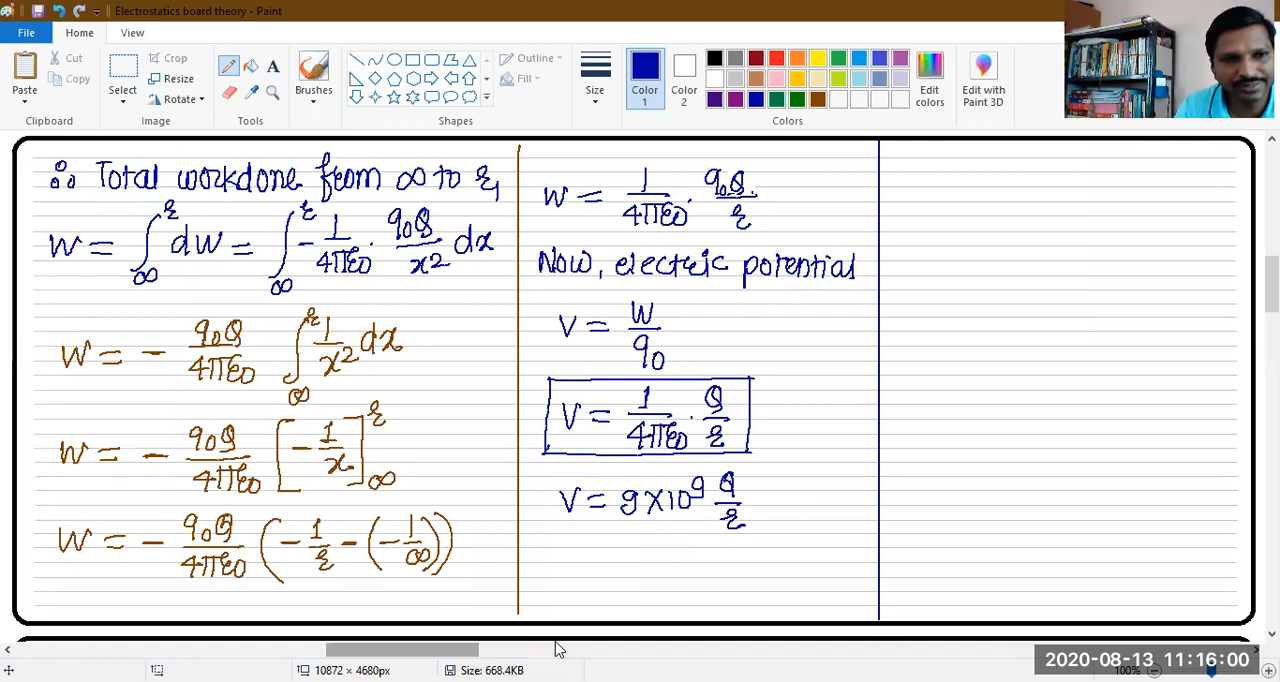 Electrostatics board theory - Paint
File Home View
Paste
Cut
Copy
Clipboard
Select
Crop
Resize
Rotate
Image
A
Tools
Brushes
Outline
Fill
Shapes
Size
Color 1
Color 2
Edit colors
Edit with Paint 3D
Colors
∴ Total workdone from ∞ to r,
W = ∫_∞^r dW = ∫_∞^r - 1/4πε0 · q0Q/x² dx
W = - q0Q/4πε0 ∫_∞^r 1/x² dx
W = - q0Q/4πε0 [- 1/x]_∞^r
W = - q0Q/4πε0 (- 1/r - (- 1/∞))
W = 1/4πε0 · q0Q/r
Now, electric potential
V = W/q0
V = 1/4πε0 · Q/r
V = 9×10⁹ Q/r
10872 × 4680px
Size: 668.4KB
100%
2020-08-13 11:16:00